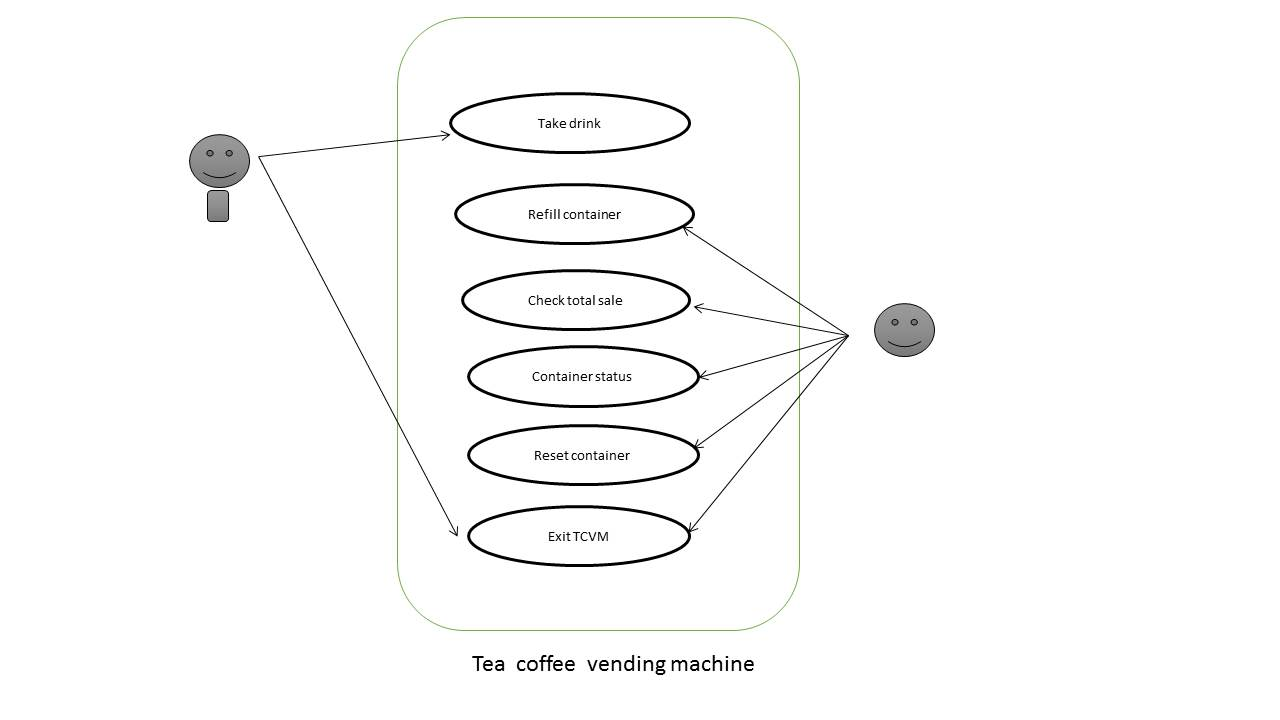 Take drink
Refill container
Check total sale
Container status
Reset container
Exit TCVM
Tea coffee vending machine